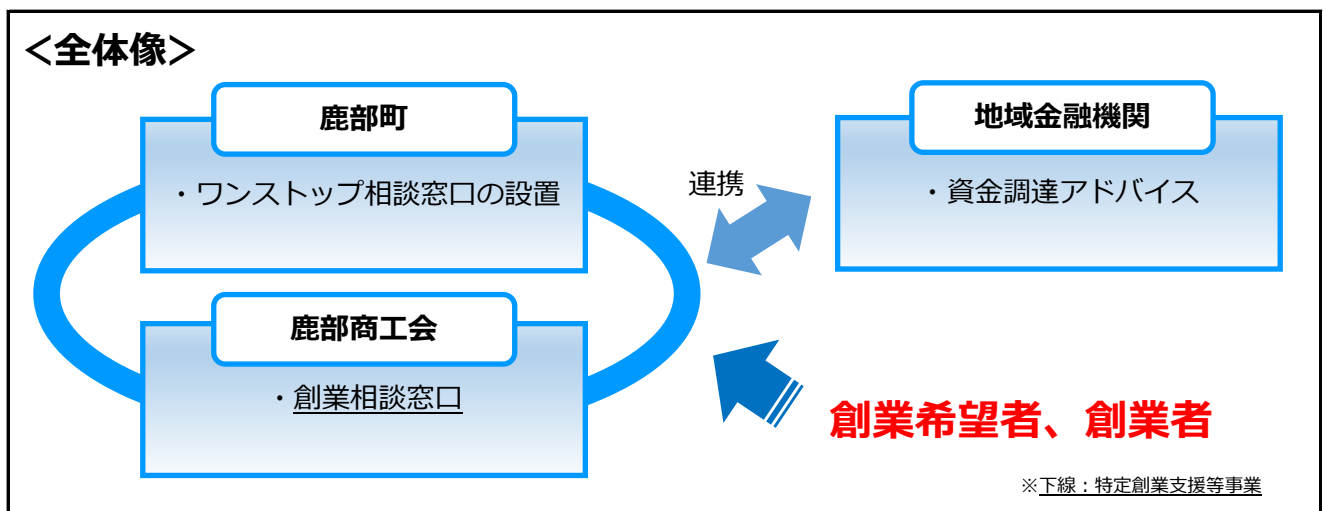 ＜全体像＞
鹿部町
・ワンストップ相談窓口の設置
地域金融機関
・資金調達アドバイス
連携
鹿部商工会
・創業相談窓口
創業希望者、創業者
※下線：特定創業支援等事業